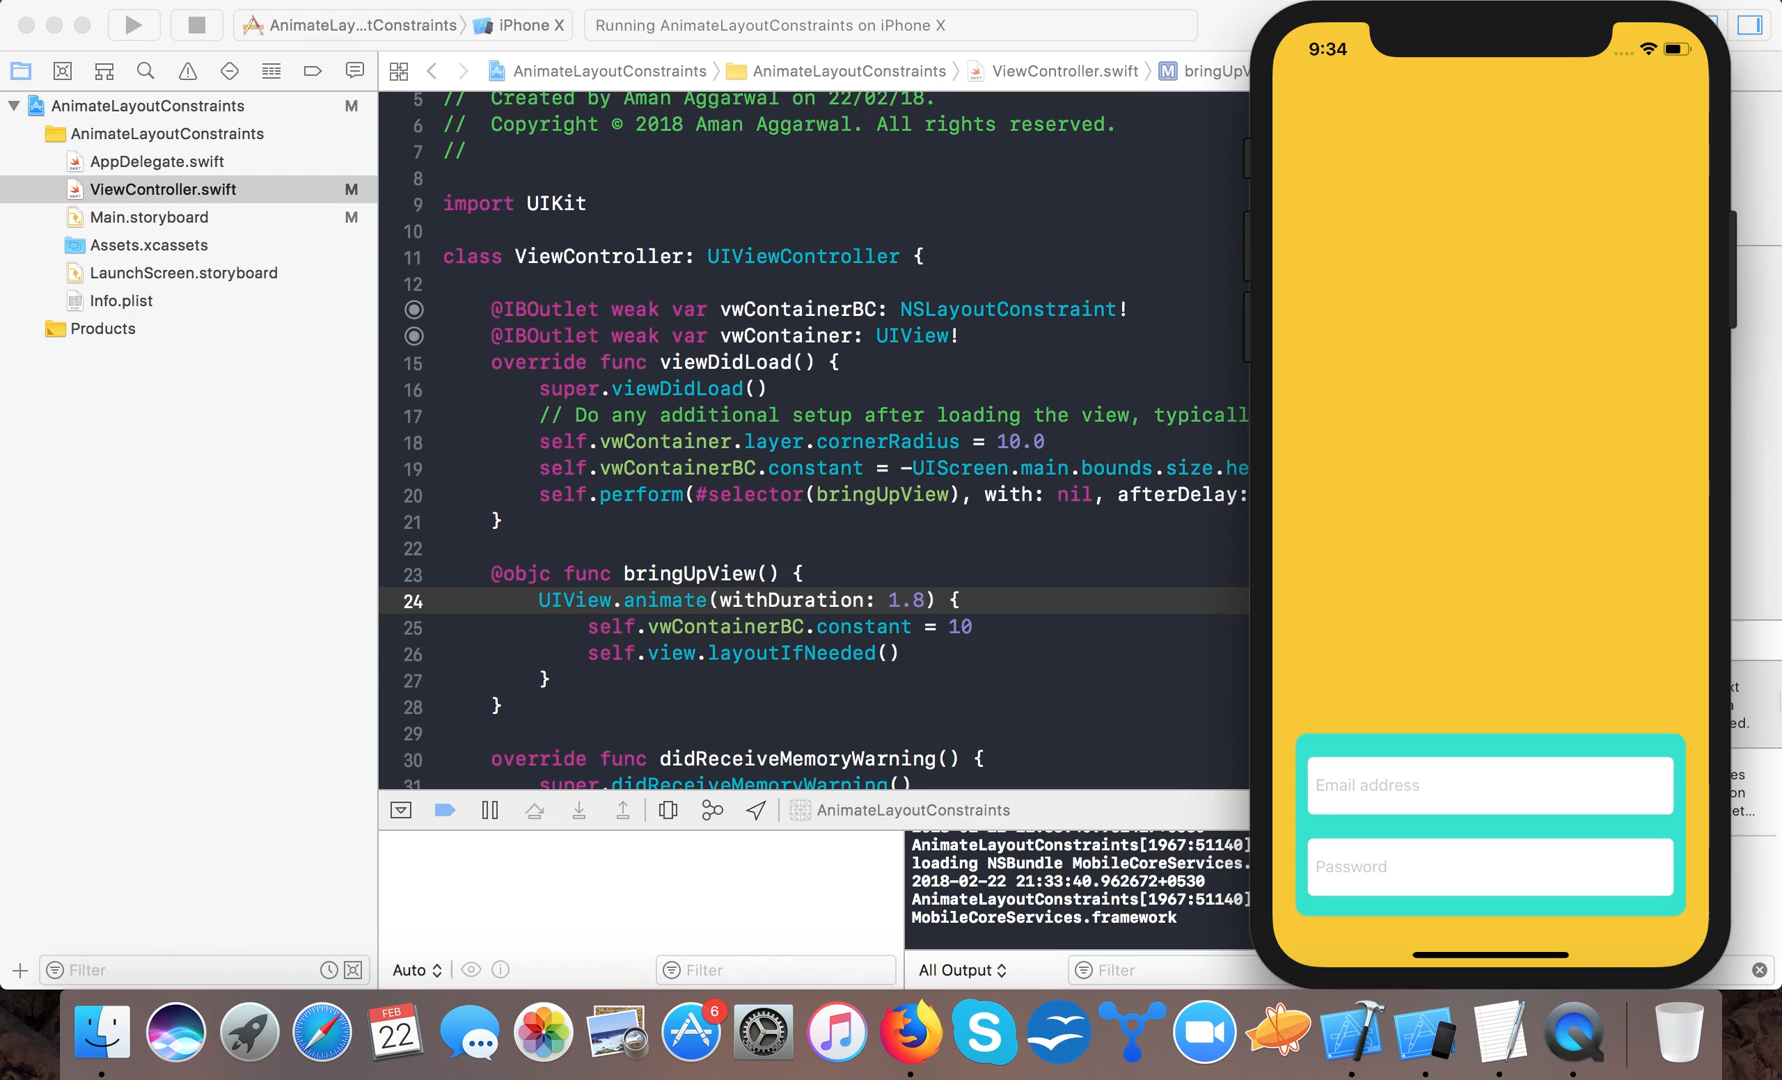 AnimateLay...tConstraints
iPhone X
Running AnimateLayoutConstraints on iPhone X
AnimateLayoutConstraints M
AnimateLayoutConstraints
AppDelegate.swift
ViewController.swift M
Main.storyboard M
Assets.xcassets
LaunchScreen.storyboard
Info.plist
Products
Filter
AnimateLayoutConstraints
AnimateLayoutConstraints
ViewController.swift
M bringUpV
5 //  Created by Aman Aggarwal on 22/02/18.
6 //  Copyright © 2018 Aman Aggarwal. All rights reserved.
7 //
8
9 import UIKit
10
11 class ViewController: UIViewController {
12
@IBOutlet weak var vwContainerBC: NSLayoutConstraint!
@IBOutlet weak var vwContainer: UIView!
15 override func viewDidLoad() {
16 super.viewDidLoad()
17 // Do any additional setup after loading the view, typicall
18 self.vwContainer.layer.cornerRadius = 10.0
19 self.vwContainerBC.constant = -UIScreen.main.bounds.size.he
20 self.perform(#selector(bringUpView), with: nil, afterDelay:
21 }
22
23 @objc func bringUpView() {
24 UIView.animate(withDuration: 1.8) {
25 self.vwContainerBC.constant = 10
26 self.view.layoutIfNeeded()
27 }
28 }
29
30 override func didReceiveMemoryWarning() {
31 super.didReceiveMemoryWarning()
AnimateLayoutConstraints
AnimateLayoutConstraints[1967:51140]
loading NSBundle MobileCoreServices.
2018-02-22 21:33:40.962672+0530
AnimateLayoutConstraints[1967:51140]
MobileCoreServices.framework
Auto
Filter
All Output
Filter
9:34
Email address
Password
xt
a
ed.
es
on
et...
FEB
22
6